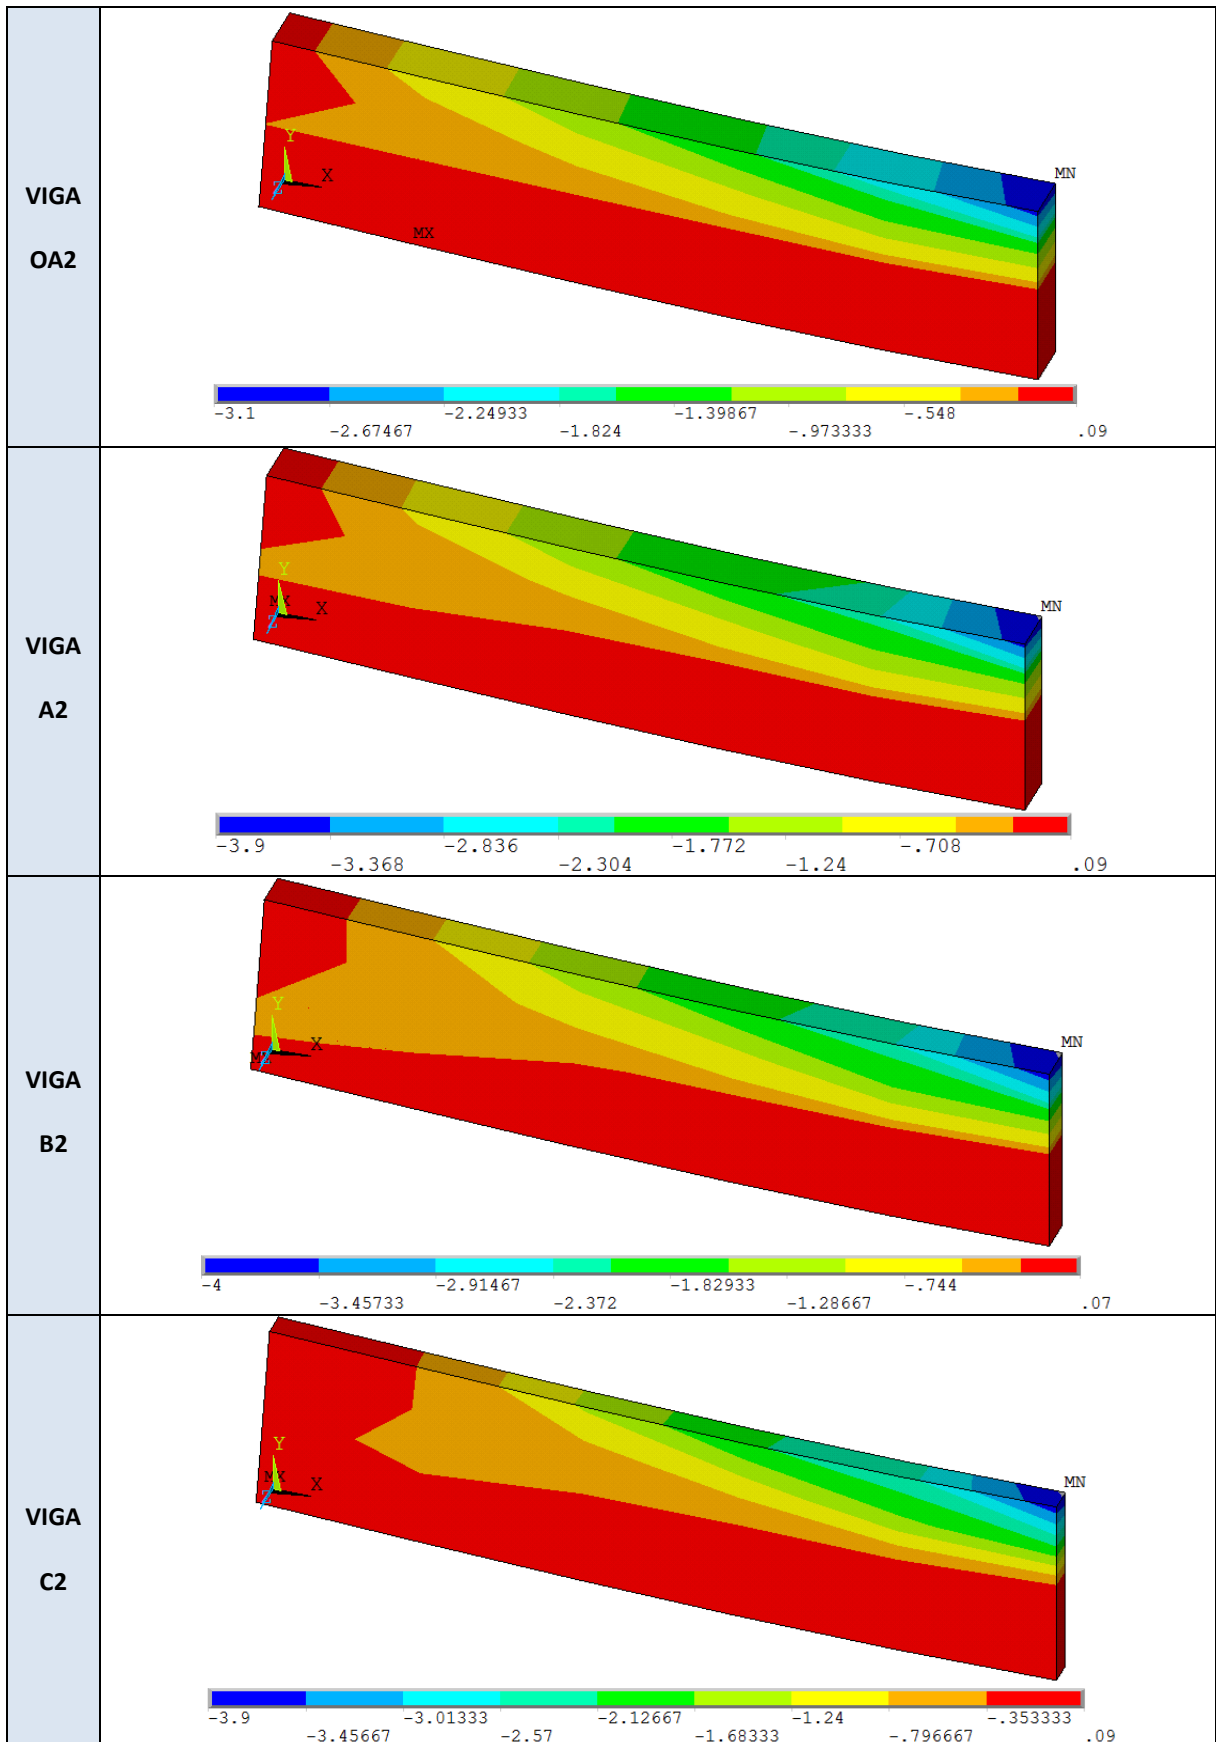 VIGA
OA2
MN
Y
X
Z
MX
-3.1
-2.24933
-1.39867
-.548
-2.67467
-1.824
-.973333
.09
VIGA
A2
MN
Y
MX
X
Z
-3.9
-2.836
-1.772
-.708
-3.368
-2.304
-1.24
.09
VIGA
B2
MN
Y
X
MX
Z
-4
-2.91467
-1.82933
-.744
-3.45733
-2.372
-1.28667
.07
VIGA
C2
MN
Y
MX
X
Z
-3.9
-3.01333
-2.12667
-1.24
-.353333
-3.45667
-2.57
-1.68333
-.796667
.09